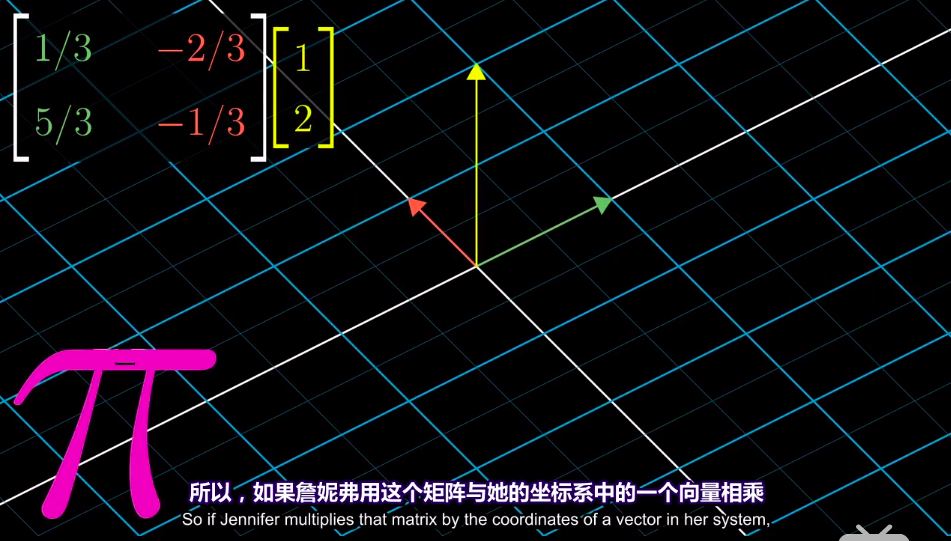 1/3 −2/3 1
5/3 −1/3 2
所以，如果詹妮弗用这个矩阵与她的坐标系中的一个向量相乘
So if Jennifer multiplies that matrix by the coordinates of a vector in her system,